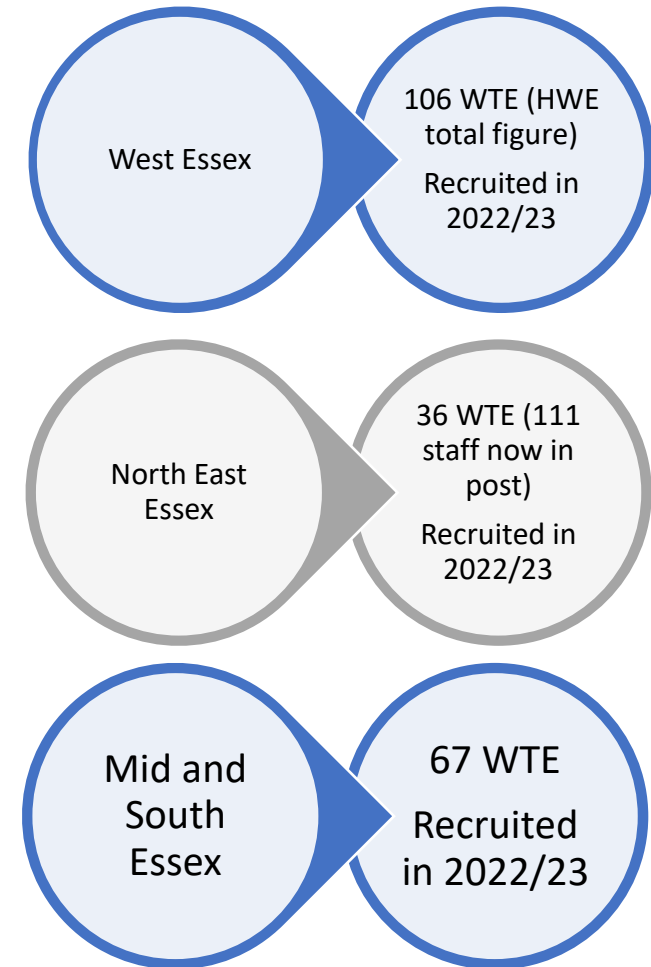 West Essex
106 WTE (HWE
total figure)
Recruited in
2022/23
North East
Essex
36 WTE (111
staff now in
post)
Recruited in
2022/23
Mid and
South
Essex
67 WTE
Recruited
in 2022/23